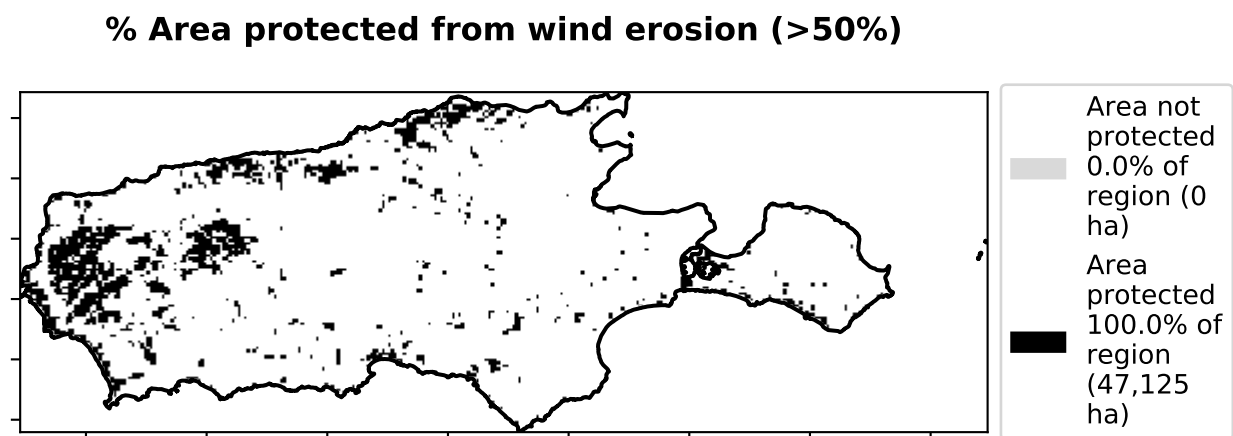 % Area protected from wind erosion (>50%)
Area not
protected
0.0% of
region (0
ha)
Area
protected
100.0% of
region
(47,125
ha)